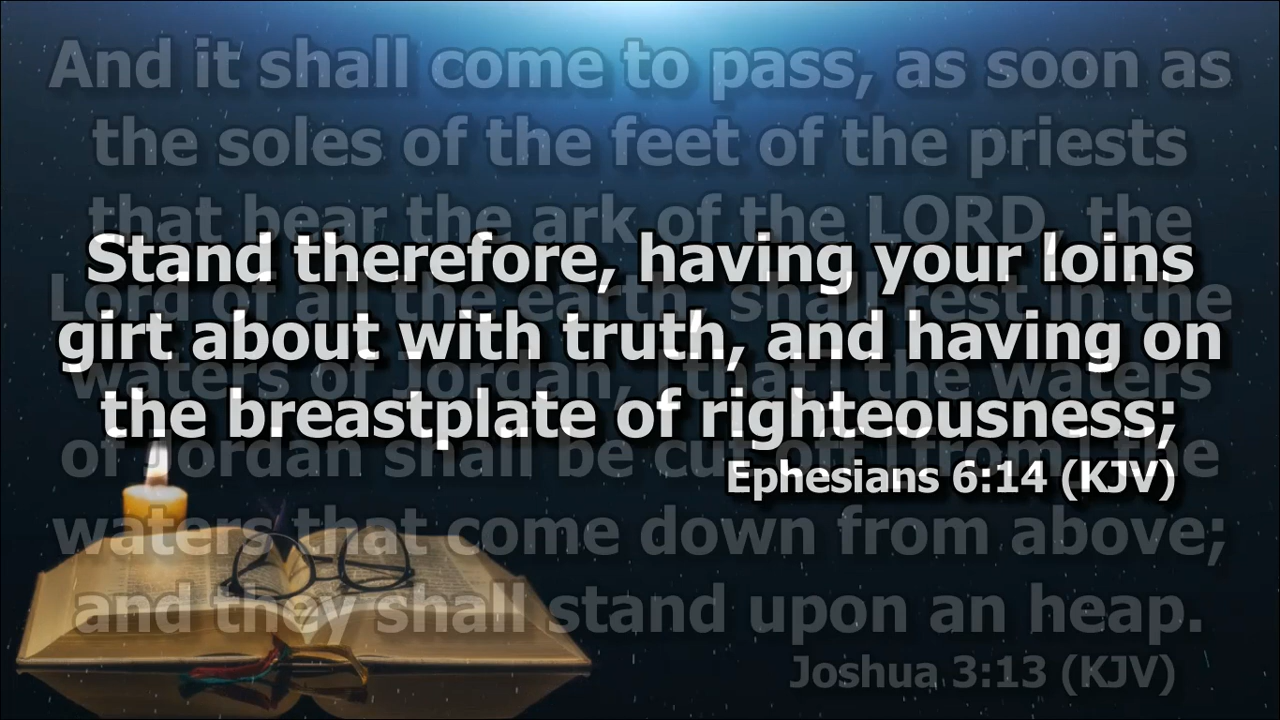 And it shall come to pass, as soon as
the soles of the feet of the priests
that bear the ark of the LORD, the
Lord of all the earth, shall rest in the
waters of Jordan, [that] the waters
of Jordan shall be cut off [from] the
waters that come down from above;
and they shall stand upon an heap.
Joshua 3:13 (KJV)
Stand therefore, having your loins
girt about with truth, and having on
the breastplate of righteousness;
Ephesians 6:14 (KJV)